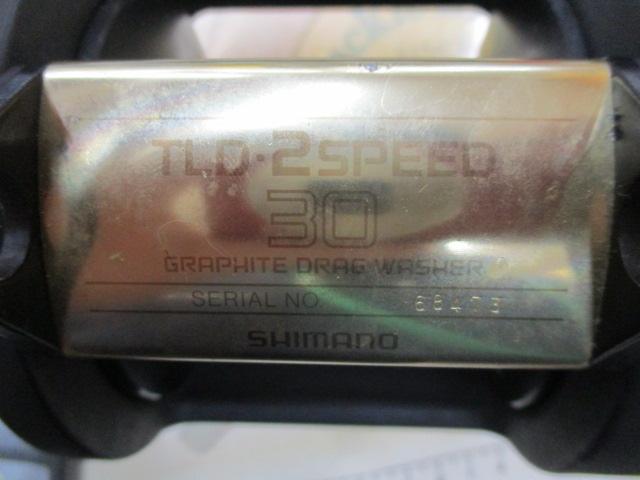 TLD·2SPEED
30
GRAPHITE DRAG WASHER
SERIAL NO.
SHIMANO